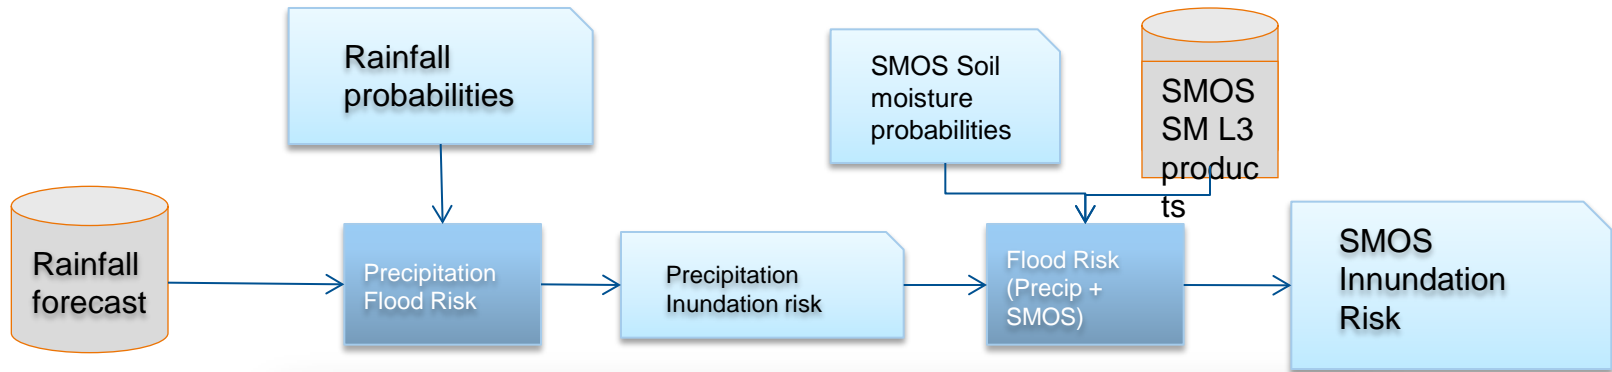 Rainfall
probabilities
SMOS Soil
moisture
probabilities
SMOS
SM L3
produc
ts
Rainfall
forecast
Precipitation
Flood Risk
Precipitation
Inundation risk
Flood Risk
(Precip +
SMOS)
SMOS
Innundation
Risk